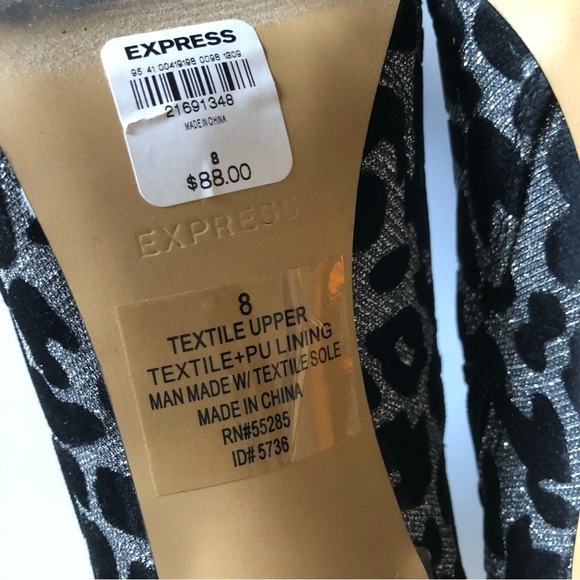 EXPRESS
95 41 00419198 0098 1309
21691348
MADE IN CHINA
8
$88.00
EXPRESS
8
TEXTILE UPPER
TEXTILE+PU LINING
MAN MADE W/ TEXTILE SOLE
MADE IN CHINA
RN#55285
ID# 5736